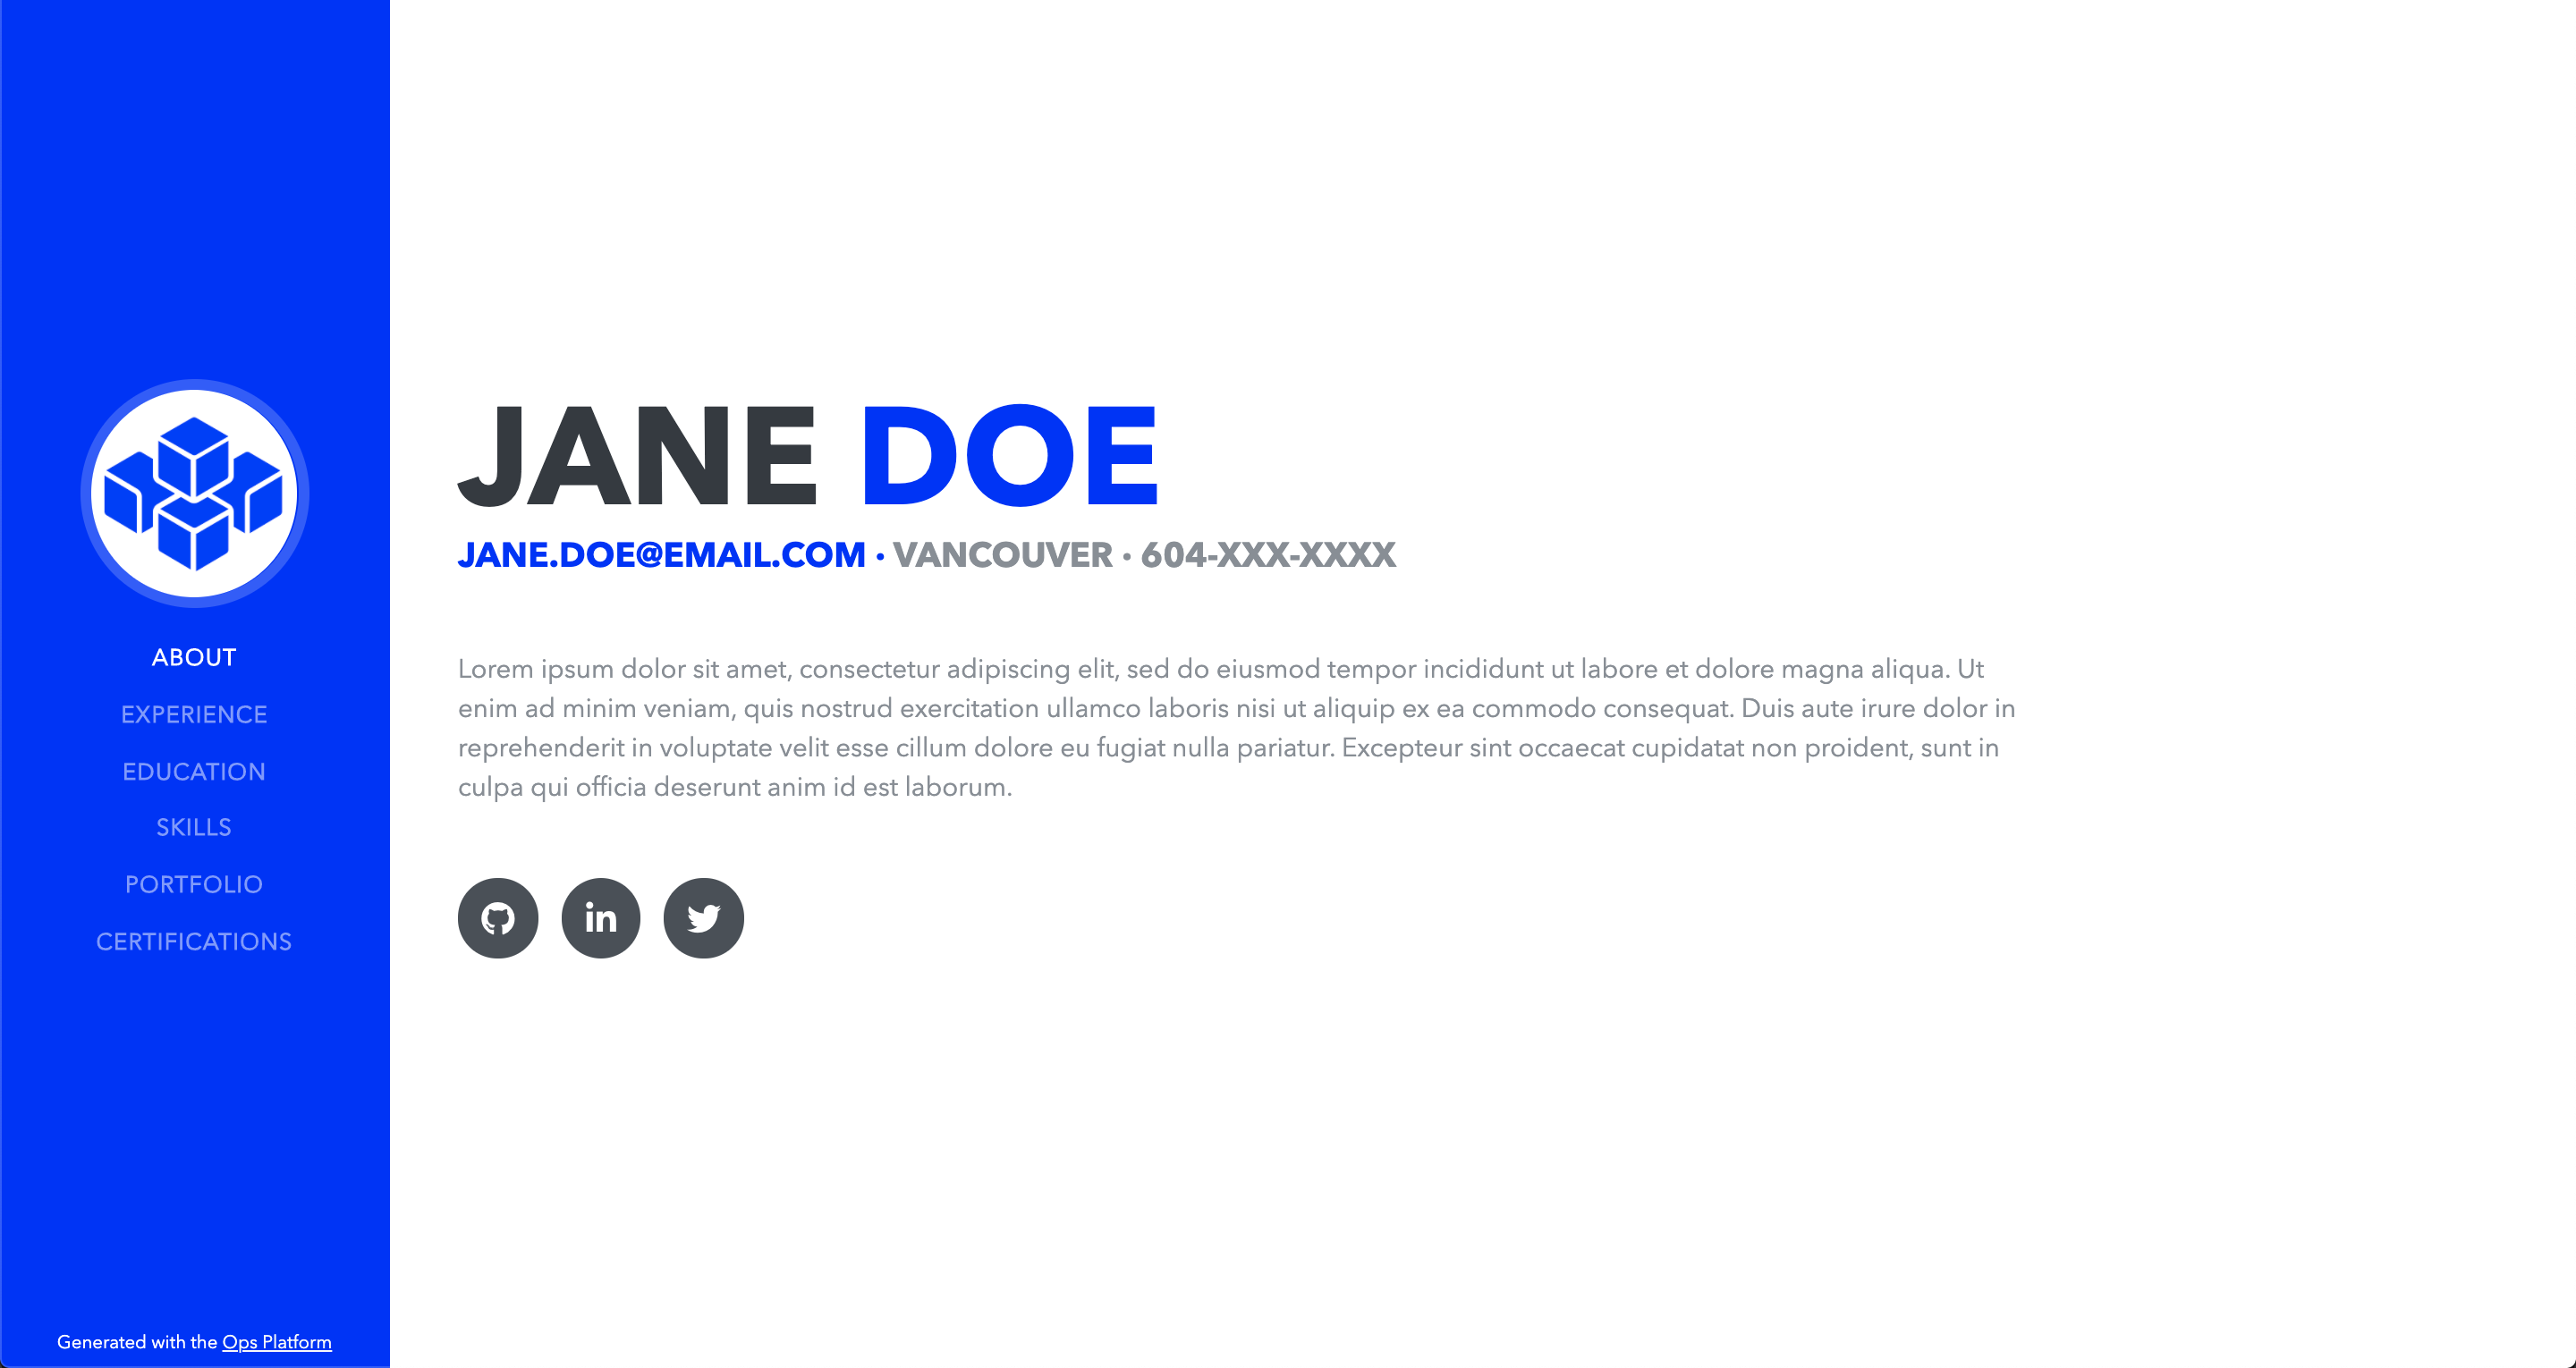 ABOUT
EXPERIENCE
EDUCATION
SKILLS
PORTFOLIO
CERTIFICATIONS
Generated with the Ops Platform
JANE DOE
JANE.DOE@EMAIL.COM · VANCOUVER · 604-XXX-XXXX
Lorem ipsum dolor sit amet, consectetur adipiscing elit, sed do eiusmod tempor incididunt ut labore et dolore magna aliqua. Ut
enim ad minim veniam, quis nostrud exercitation ullamco laboris nisi ut aliquip ex ea commodo consequat. Duis aute irure dolor in
reprehenderit in voluptate velit esse cillum dolore eu fugiat nulla pariatur. Excepteur sint occaecat cupidatat non proident, sunt in
culpa qui officia deserunt anim id est laborum.
in